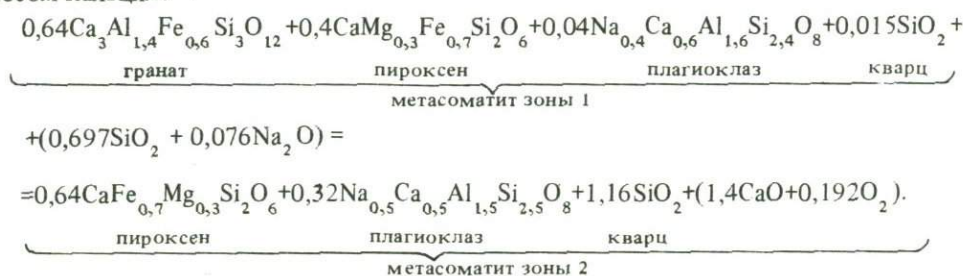 0,64Ca₃Al₁,₄Fe₀,₆Si₃O₁₂+0,4CaMg₀,₃Fe₀,₇Si₂O₆+0,04Na₀,₄Ca₀,₆Al₁,₆Si₂,₄O₈+0,015SiO₂+
гранат пироксен плагиоклаз кварц
метасоматит зоны 1
+(0,697SiO₂ + 0,076Na₂O) =
=0,64CaFe₀,₇Mg₀,₃Si₂O₆+0,32Na₀,₅Ca₀,₅Al₁,₅Si₂,₅O₈+1,16SiO₂+(1,4CaO+0,192O₂).
пироксен плагиоклаз кварц
метасоматит зоны 2